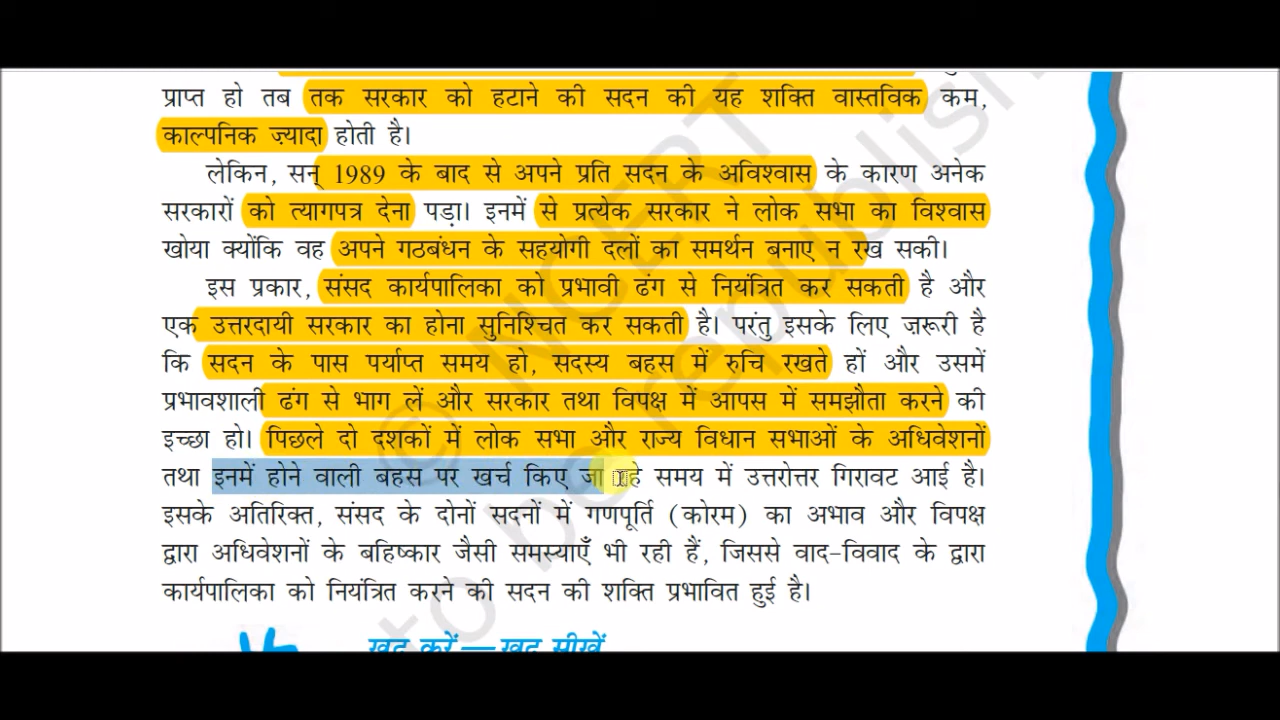 प्राप्त हो तब तक सरकार को हटाने की सदन की यह शक्ति वास्तविक कम,
काल्पनिक ज़्यादा होती है।
लेकिन, सन् 1989 के बाद से अपने प्रति सदन के अविश्वास के कारण अनेक
सरकारों को त्यागपत्र देना पड़ा। इनमें से प्रत्येक सरकार ने लोक सभा का विश्वास
खोया क्योंकि वह अपने गठबंधन के सहयोगी दलों का समर्थन बनाए न रख सकी।
इस प्रकार, संसद कार्यपालिका को प्रभावी ढंग से नियंत्रित कर सकती है और
एक उत्तरदायी सरकार का होना सुनिश्चित कर सकती है। परंतु इसके लिए ज़रूरी है
कि सदन के पास पर्याप्त समय हो, सदस्य बहस में रुचि रखते हों और उसमें
प्रभावशाली ढंग से भाग लें और सरकार तथा विपक्ष में आपस में समझौता करने की
इच्छा हो। पिछले दो दशकों में लोक सभा और राज्य विधान सभाओं के अधिवेशनों
तथा इनमें होने वाली बहस पर खर्च किए जा रहे समय में उत्तरोत्तर गिरावट आई है।
इसके अतिरिक्त, संसद के दोनों सदनों में गणपूर्ति (कोरम) का अभाव और विपक्ष
द्वारा अधिवेशनों के बहिष्कार जैसी समस्याएँ भी रही हैं, जिससे वाद-विवाद के द्वारा
कार्यपालिका को नियंत्रित करने की सदन की शक्ति प्रभावित हुई है।
खुद करें — खुद सीखें
© NCERT
to be republished